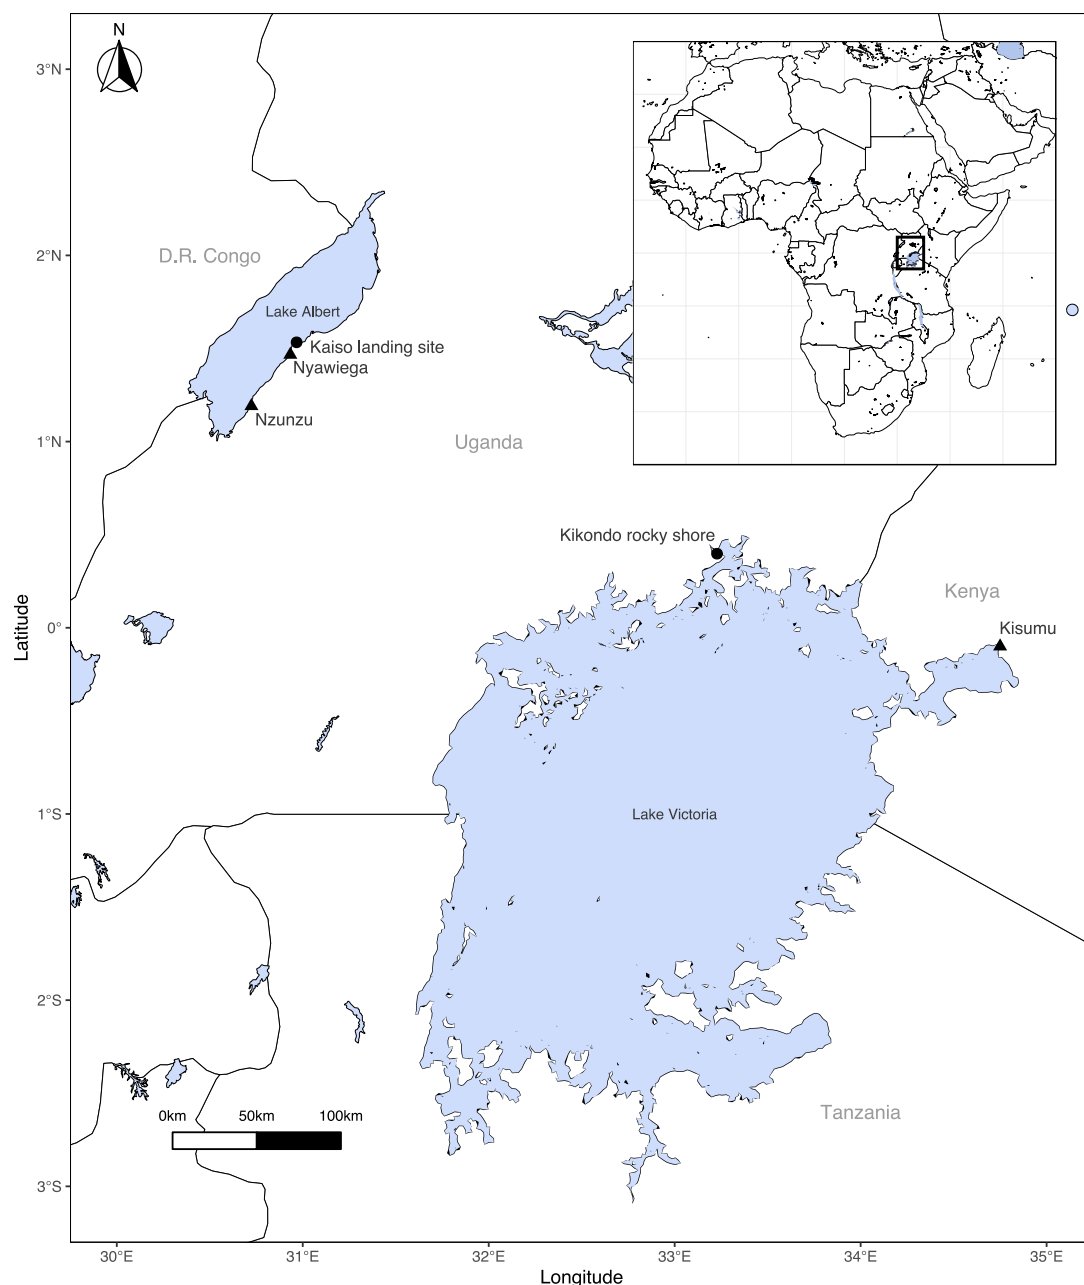 N
3°N
D.R. Congo
2°N
Lake Albert
Kaiso landing site
Nyawiega
Nzunzu
Uganda
1°N
Kikondo rocky shore
Kenya
Kisumu
0°
Latitude
1°S
Lake Victoria
2°S
0km 50km 100km
Tanzania
3°S
30°E 31°E 32°E 33°E 34°E 35°E
Longitude